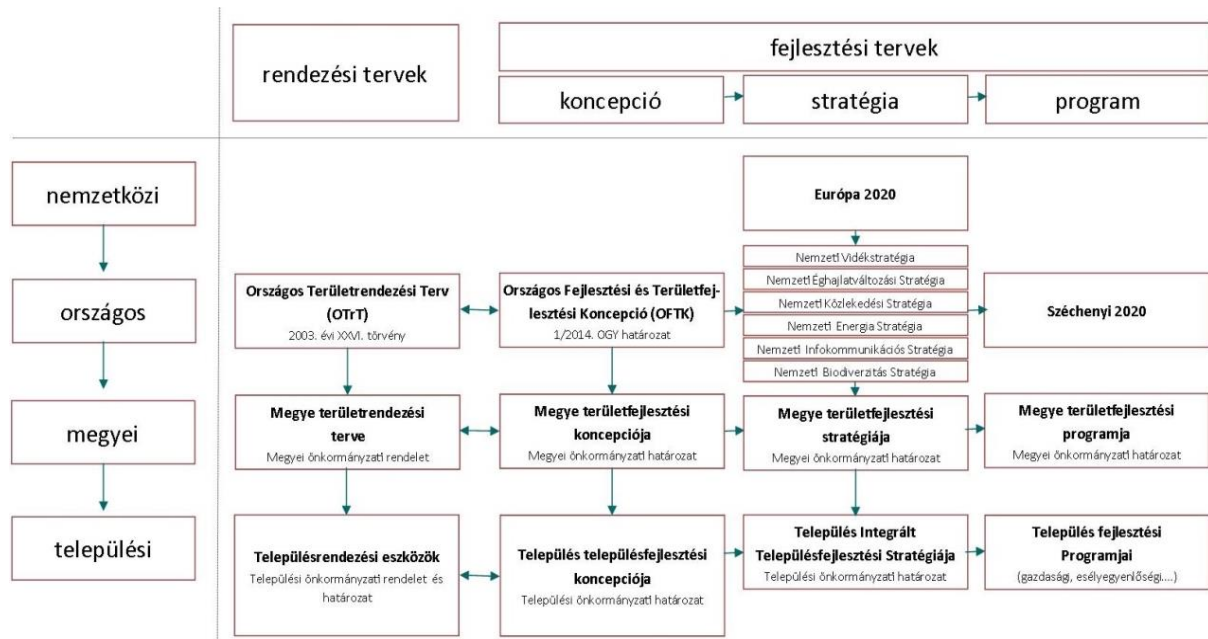 rendezési tervek
fejlesztési tervek
koncepció
stratégia
program
nemzetközi
Európa 2020
országos
Országos Területrendezési Terv
(OTrT)
2003. évi XXVI. törvény
Országos Fejlesztési és Területfej-
lesztési Koncepció (OFTK)
1/2014. OGY határozat
Nemzeti Vidékstratégia
Nemzeti Éghajlatváltozási Stratégia
Nemzeti Közlekedési Stratégia
Nemzeti Energia Stratégia
Nemzeti Infokommunikációs Stratégia
Nemzeti Biodiverzitás Stratégia
Széchenyi 2020
megyei
Megye területrendezési
terve
Megyei önkormányzati rendelet
Megye területfejlesztési
koncepciója
Megyei önkormányzati határozat
Megye területfejlesztési
stratégiája
Megyei önkormányzati határozat
Megye területfejlesztési
programja
Megyei önkormányzati határozat
települési
Településrendezési eszközök
Települési önkormányzati rendelet és
határozat
Település településfejlesztési
koncepciója
Települési önkormányzati határozat
Település Integrált
Településfejlesztési Stratégiája
Települési önkormányzati határozat
Település fejlesztési
Programjai
(gazdasági, esélyegyenlőségi....)